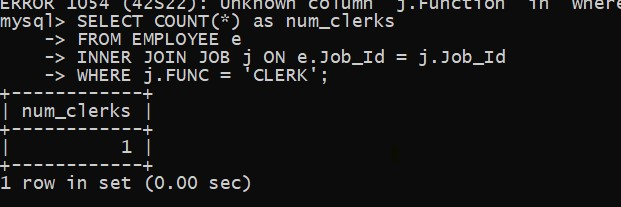 ERROR 1054 (42S22): Unknown column 'j.Function' in 'where
mysql> SELECT COUNT(*) as num_clerks
    -> FROM EMPLOYEE e
    -> INNER JOIN JOB j ON e.Job_Id = j.Job_Id
    -> WHERE j.FUNC = 'CLERK';
+------------+
| num_clerks |
+------------+
|          1 |
+------------+
1 row in set (0.00 sec)